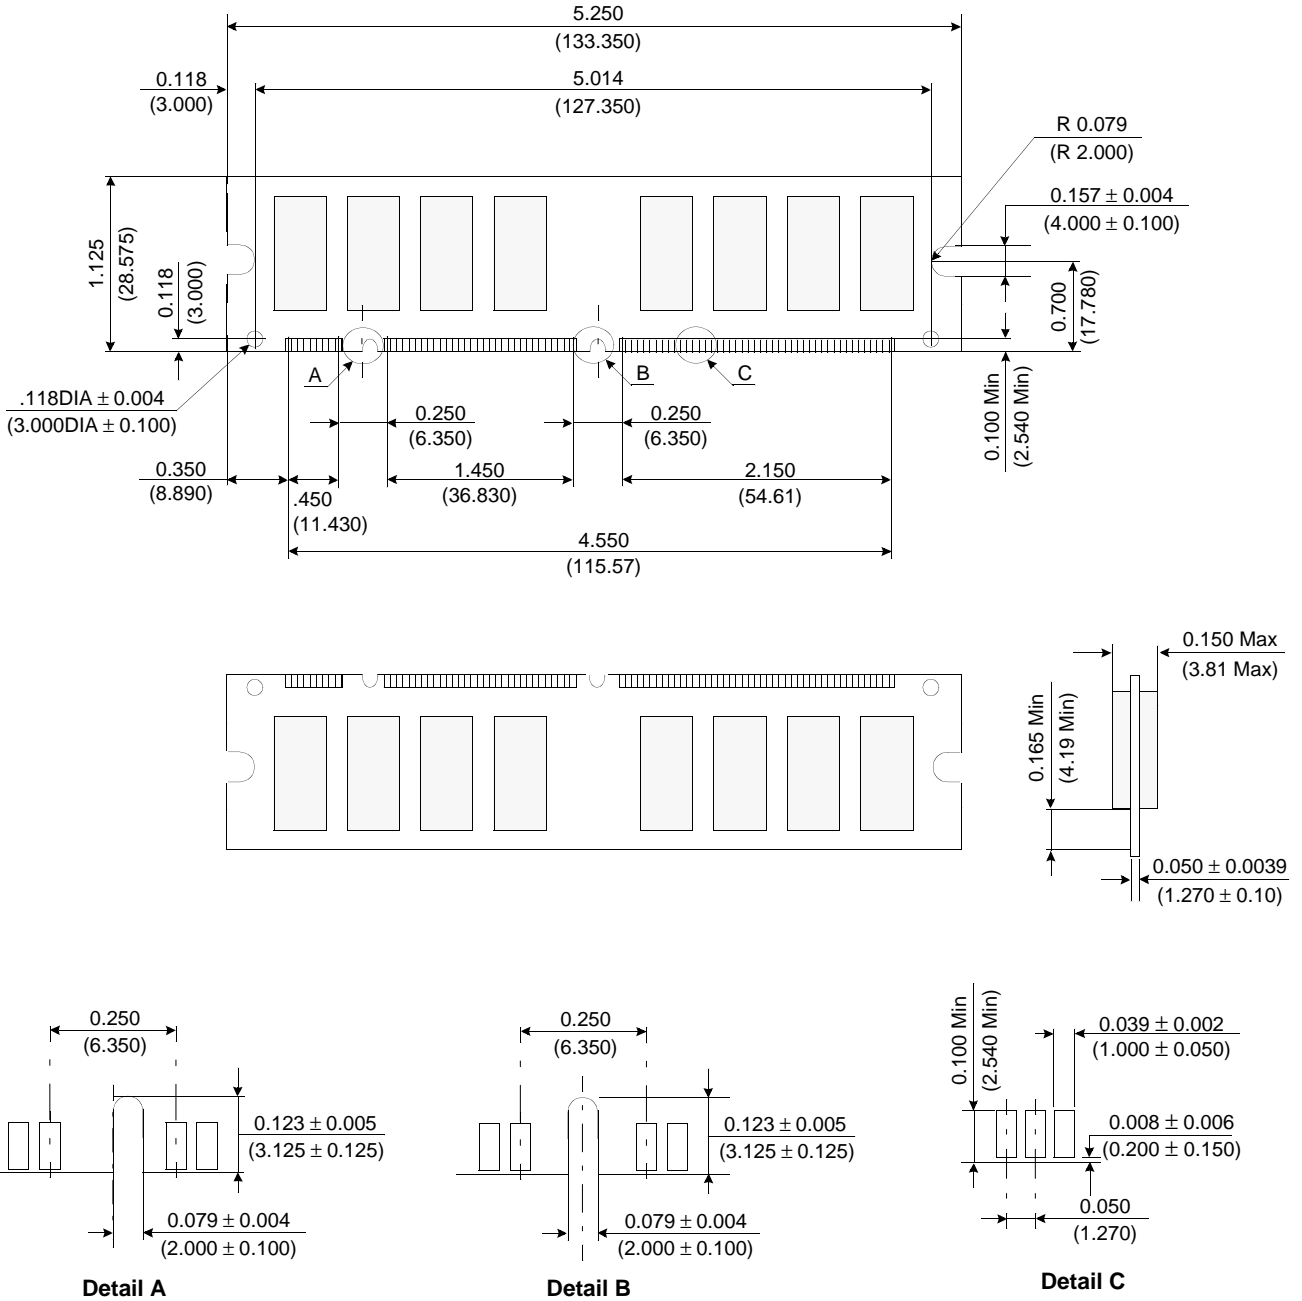 5.250
(133.350)
0.118
(3.000)
5.014
(127.350)
R 0.079
(R 2.000)
0.157 ± 0.004
(4.000 ± 0.100)
1.125
(28.575)
0.118
(3.000)
0.700
(17.780)
0.100 Min
(2.540 Min)
A
B
C
.118DIA ± 0.004
(3.000DIA ± 0.100)
0.250
(6.350)
0.250
(6.350)
0.350
(8.890)
.450
(11.430)
1.450
(36.830)
2.150
(54.61)
4.550
(115.57)
0.150 Max
(3.81 Max)
0.165 Min
(4.19 Min)
0.050 ± 0.0039
(1.270 ± 0.10)
0.250
(6.350)
0.123 ± 0.005
(3.125 ± 0.125)
0.079 ± 0.004
(2.000 ± 0.100)
Detail A
0.250
(6.350)
0.123 ± 0.005
(3.125 ± 0.125)
0.079 ± 0.004
(2.000 ± 0.100)
Detail B
0.100 Min
(2.540 Min)
0.039 ± 0.002
(1.000 ± 0.050)
0.008 ± 0.006
(0.200 ± 0.150)
0.050
(1.270)
Detail C